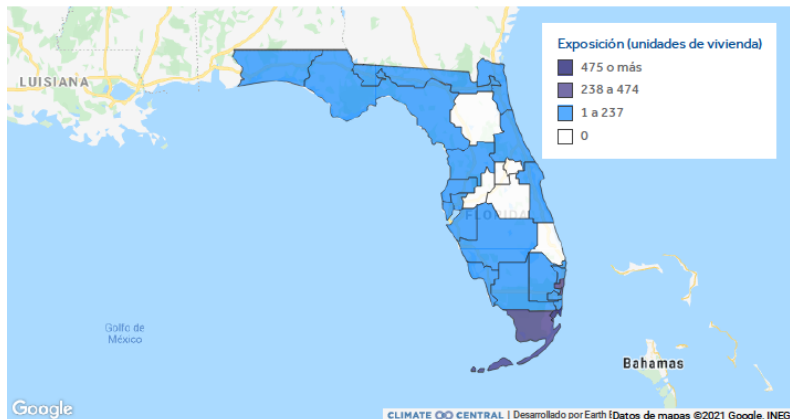 Exposición (unidades de vivienda)
475 o más
238 a 474
1 a 237
0
LUISIANA
FLORIDA
Golfo de
México
Bahamas
Google
CLIMATE CENTRAL | Desarrollado por Earth
Datos de mapas ©2021 Google, INEG